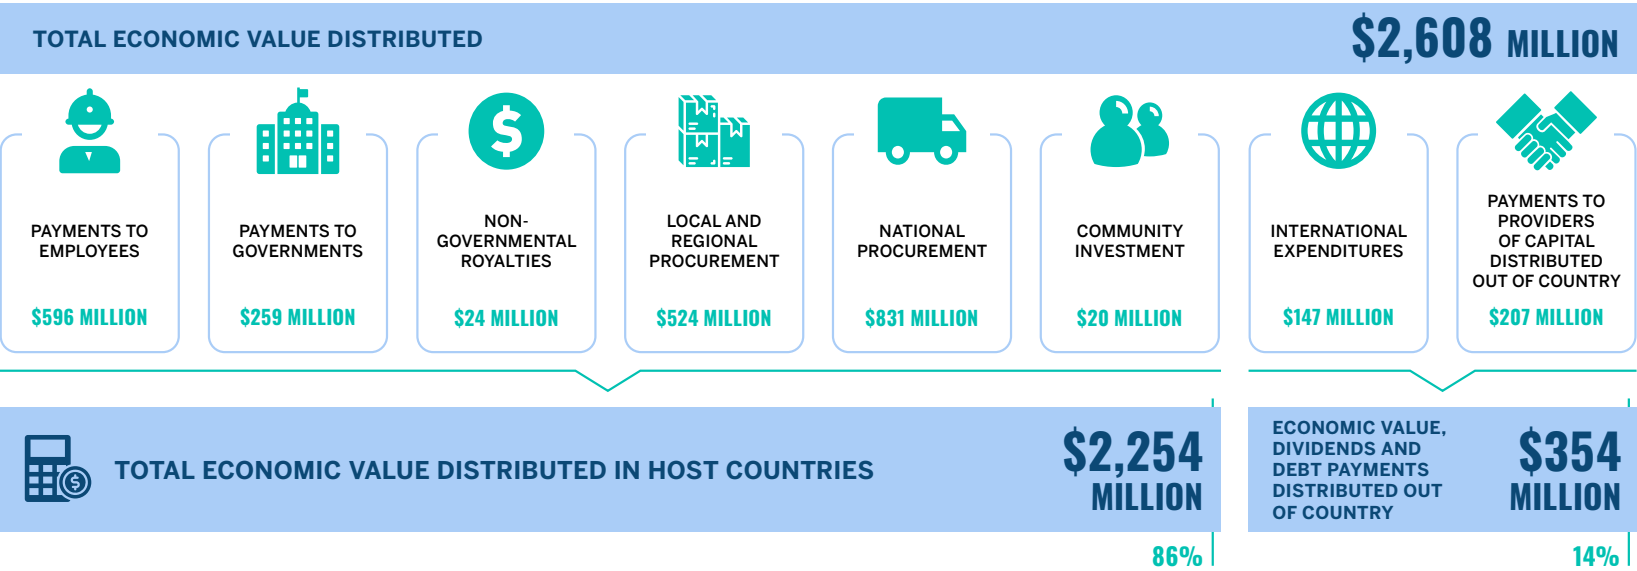 TOTAL ECONOMIC VALUE DISTRIBUTED
$2,608 MILLION
PAYMENTS TO
EMPLOYEES
$596 MILLION
PAYMENTS TO
GOVERNMENTS
$259 MILLION
NON-
GOVERNMENTAL
ROYALTIES
$24 MILLION
LOCAL AND
REGIONAL
PROCUREMENT
$524 MILLION
NATIONAL
PROCUREMENT
$831 MILLION
COMMUNITY
INVESTMENT
$20 MILLION
INTERNATIONAL
EXPENDITURES
$147 MILLION
PAYMENTS TO
PROVIDERS
OF CAPITAL
DISTRIBUTED
OUT OF COUNTRY
$207 MILLION
TOTAL ECONOMIC VALUE DISTRIBUTED IN HOST COUNTRIES
$2,254
MILLION
86%
ECONOMIC VALUE,
DIVIDENDS AND
DEBT PAYMENTS
DISTRIBUTED OUT
OF COUNTRY
$354
MILLION
14%